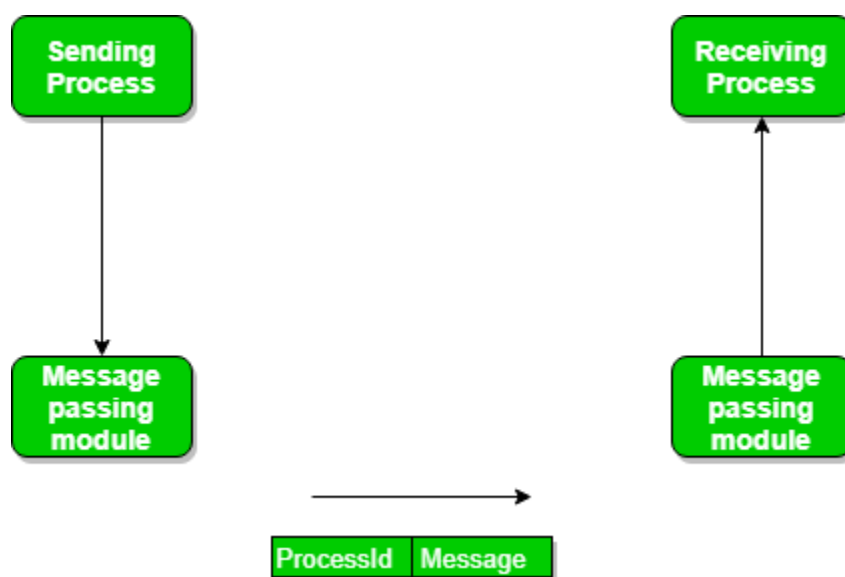 Sending
Process
Receiving
Process
Message
passing
module
Message
passing
module
ProcessId
Message